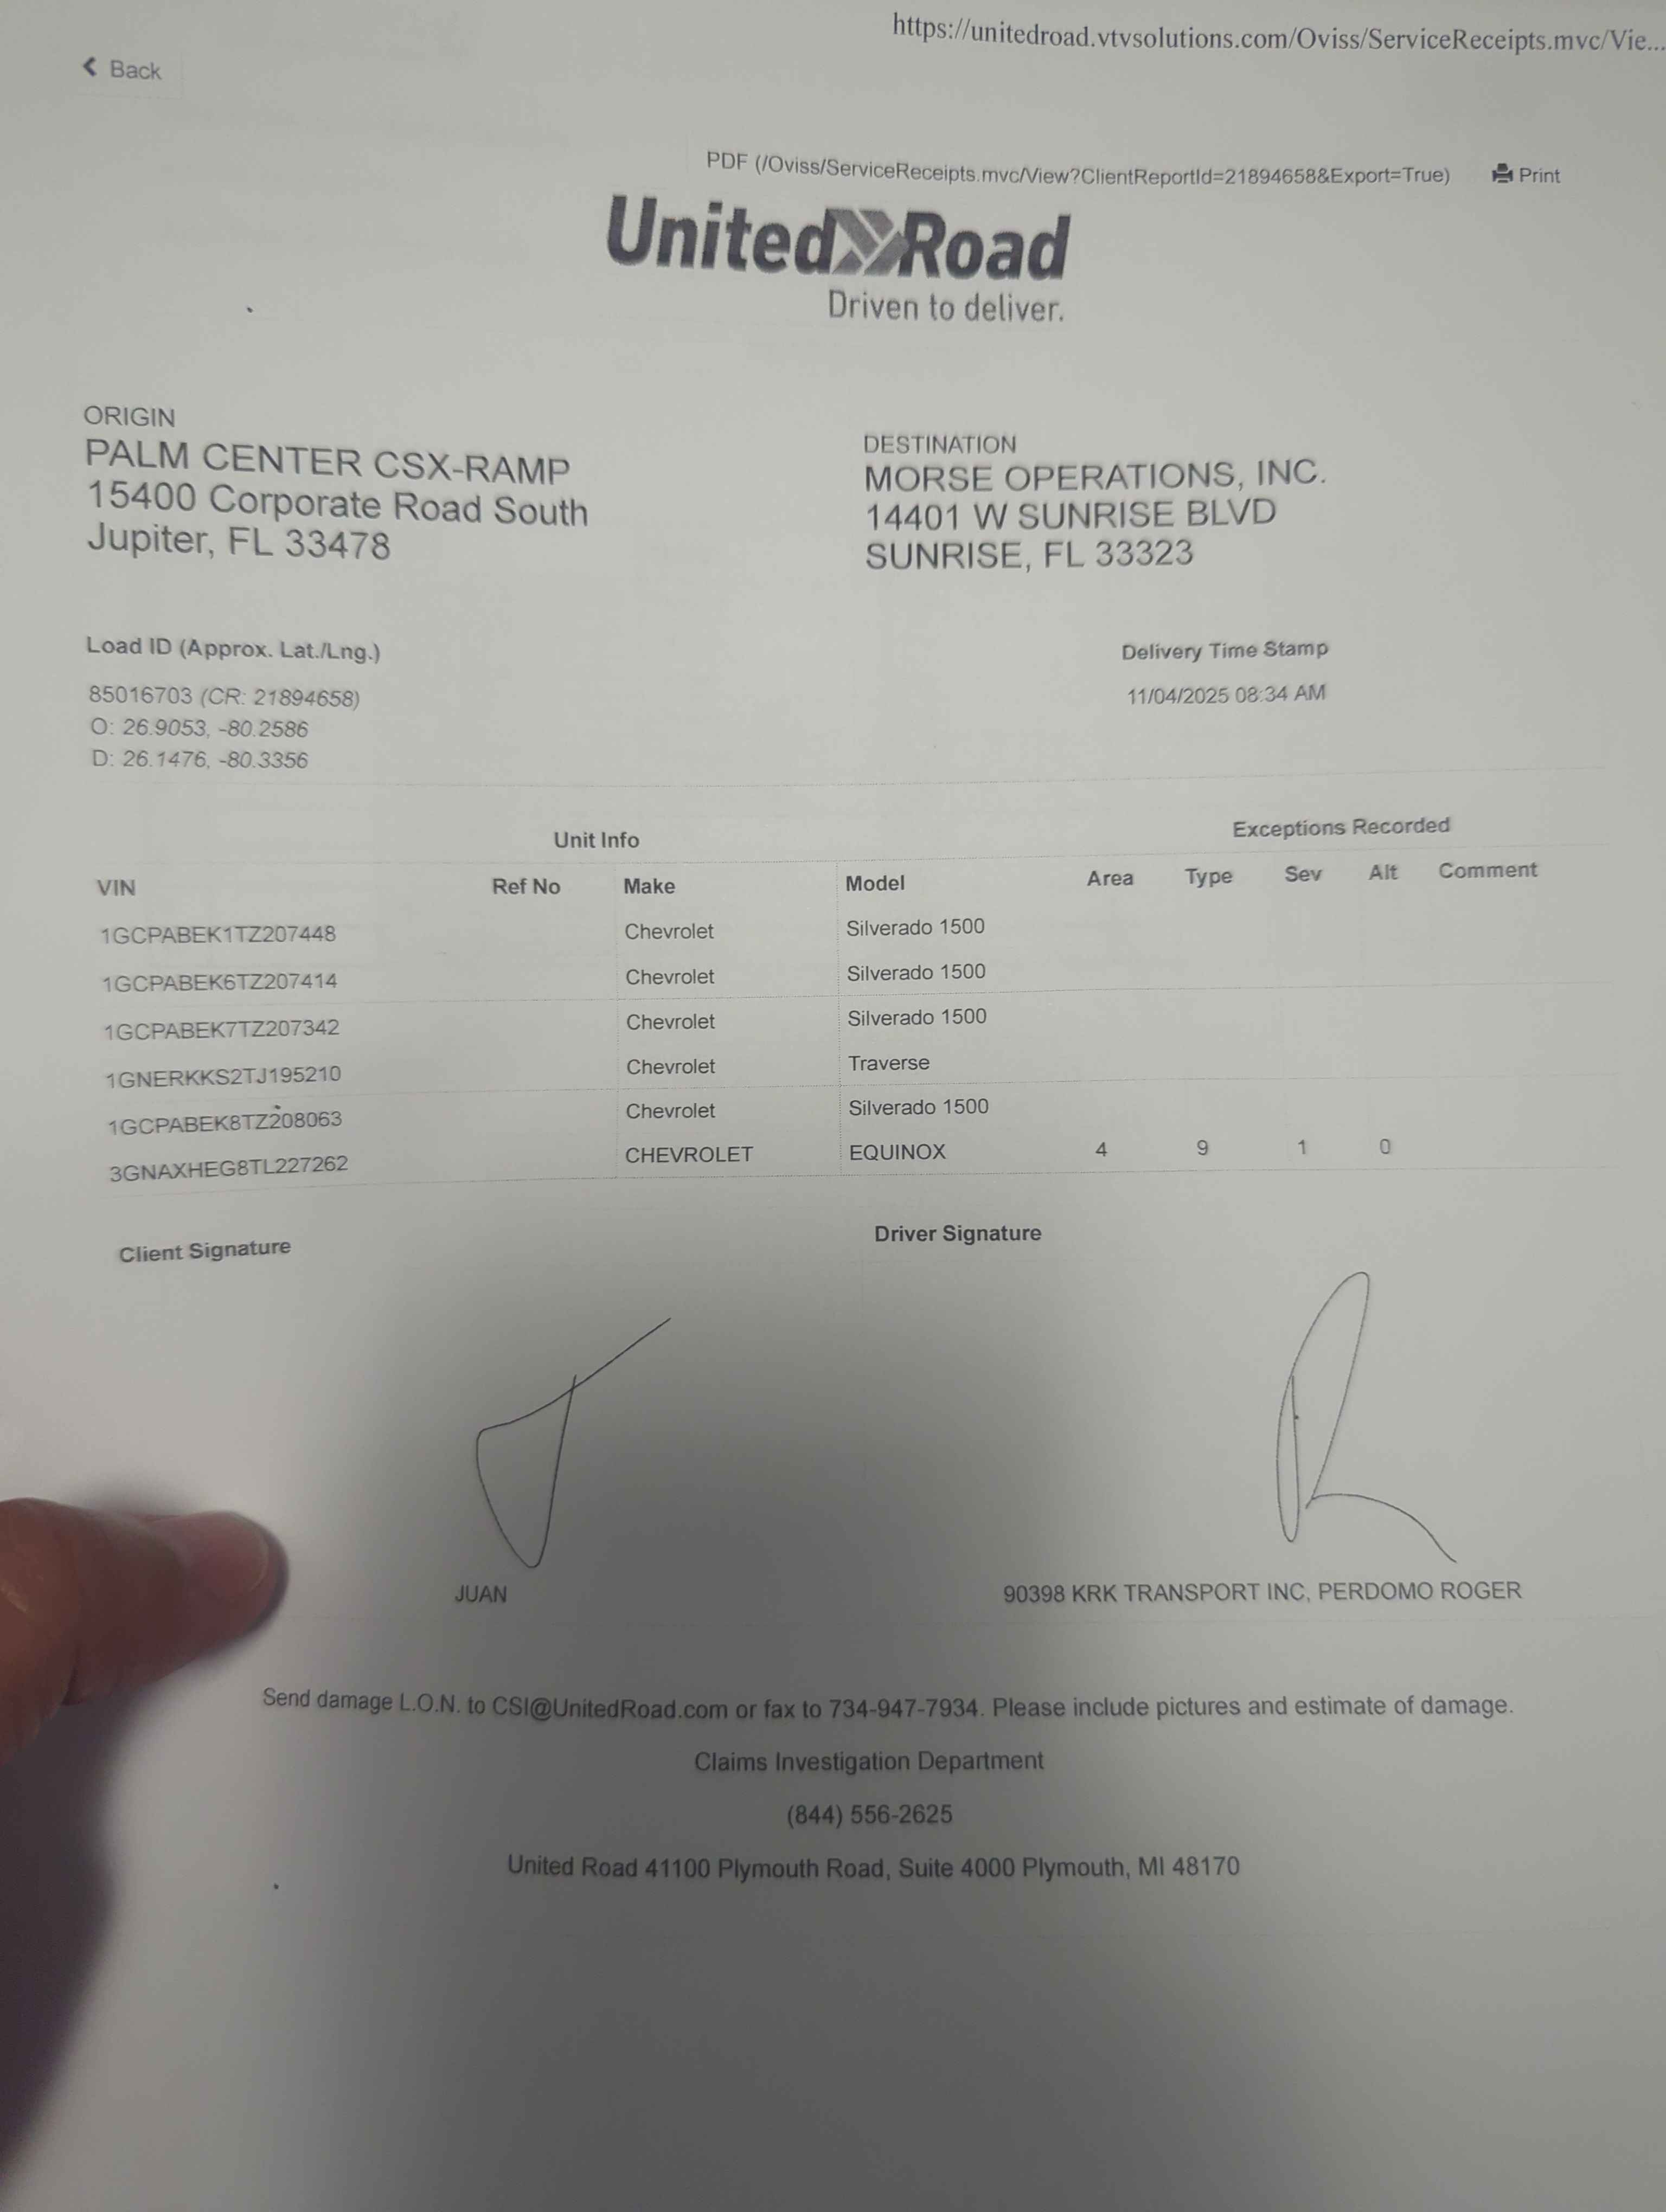 https://unitedroad.vtvsolutions.com/Oviss/ServiceReceipts.mvc/Vie...
Back
PDF (/Oviss/ServiceReceipts.mvc/View?ClientReportId=21894658&Export=True) Print
United Road
Driven to deliver.
ORIGIN
PALM CENTER CSX-RAMP
15400 Corporate Road South
Jupiter, FL 33478
DESTINATION
MORSE OPERATIONS, INC.
14401 W SUNRISE BLVD
SUNRISE, FL 33323
Load ID (Approx. Lat./Lng.)
85016703 (CR: 21894658)
O: 26.9053, -80.2586
D: 26.1476, -80.3356
Delivery Time Stamp
11/04/2025 08:34 AM
Unit Info Exceptions Recorded
VIN Ref No Make Model Area Type Sev Alt Comment
1GCPABEK1TZ207448 Chevrolet Silverado 1500
1GCPABEK6TZ207414 Chevrolet Silverado 1500
1GCPABEK7TZ207342 Chevrolet Silverado 1500
1GNERKKS2TJ195210 Chevrolet Traverse
1GCPABEK8TZ208063 Chevrolet Silverado 1500
3GNAXHEG8TL227262 CHEVROLET EQUINOX 4 9 1 0
Client Signature Driver Signature
JUAN 90398 KRK TRANSPORT INC, PERDOMO ROGER
Send damage L.O.N. to CSI@UnitedRoad.com or fax to 734-947-7934. Please include pictures and estimate of damage.
Claims Investigation Department
(844) 556-2625
United Road 41100 Plymouth Road, Suite 4000 Plymouth, MI 48170